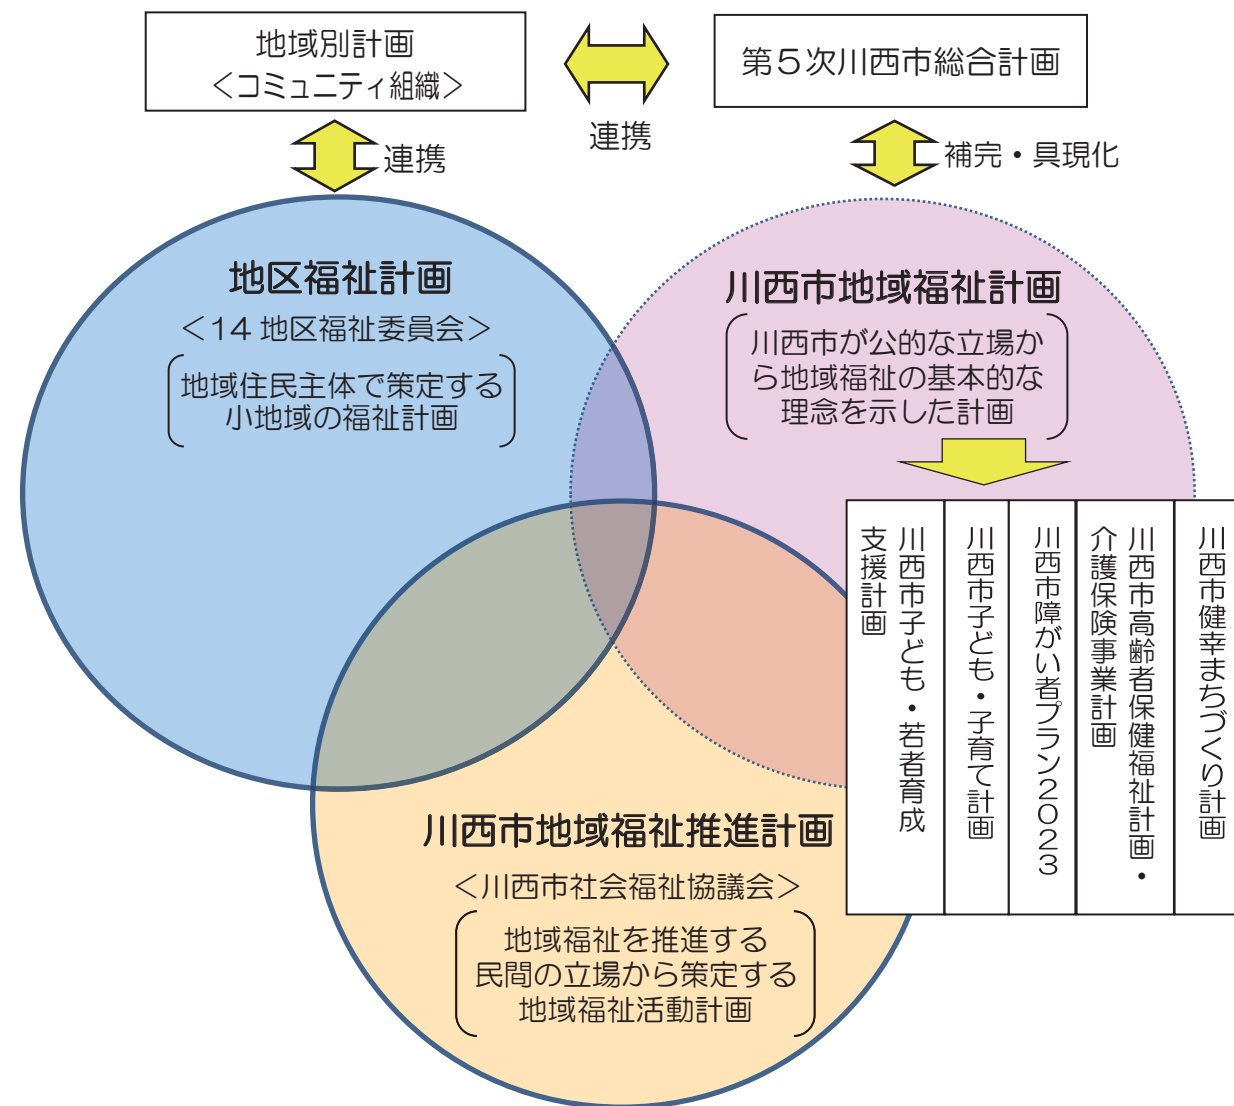 地域別計画
＜コミュニティ組織＞
連携
第５次川西市総合計画
連携
補完・具現化
地区福祉計画
＜14 地区福祉委員会＞
地域住民主体で策定する
小地域の福祉計画
川西市地域福祉計画
川西市が公的な立場か
ら地域福祉の基本的な
理念を示した計画
川西市子ども・若者育成
支援計画
川西市子ども・子育て計画
川西市障がい者プラン２０２３
川西市高齢者保健福祉計画・
介護保険事業計画
川西市健幸まちづくり計画
川西市地域福祉推進計画
＜川西市社会福祉協議会＞
地域福祉を推進する
民間の立場から策定する
地域福祉活動計画